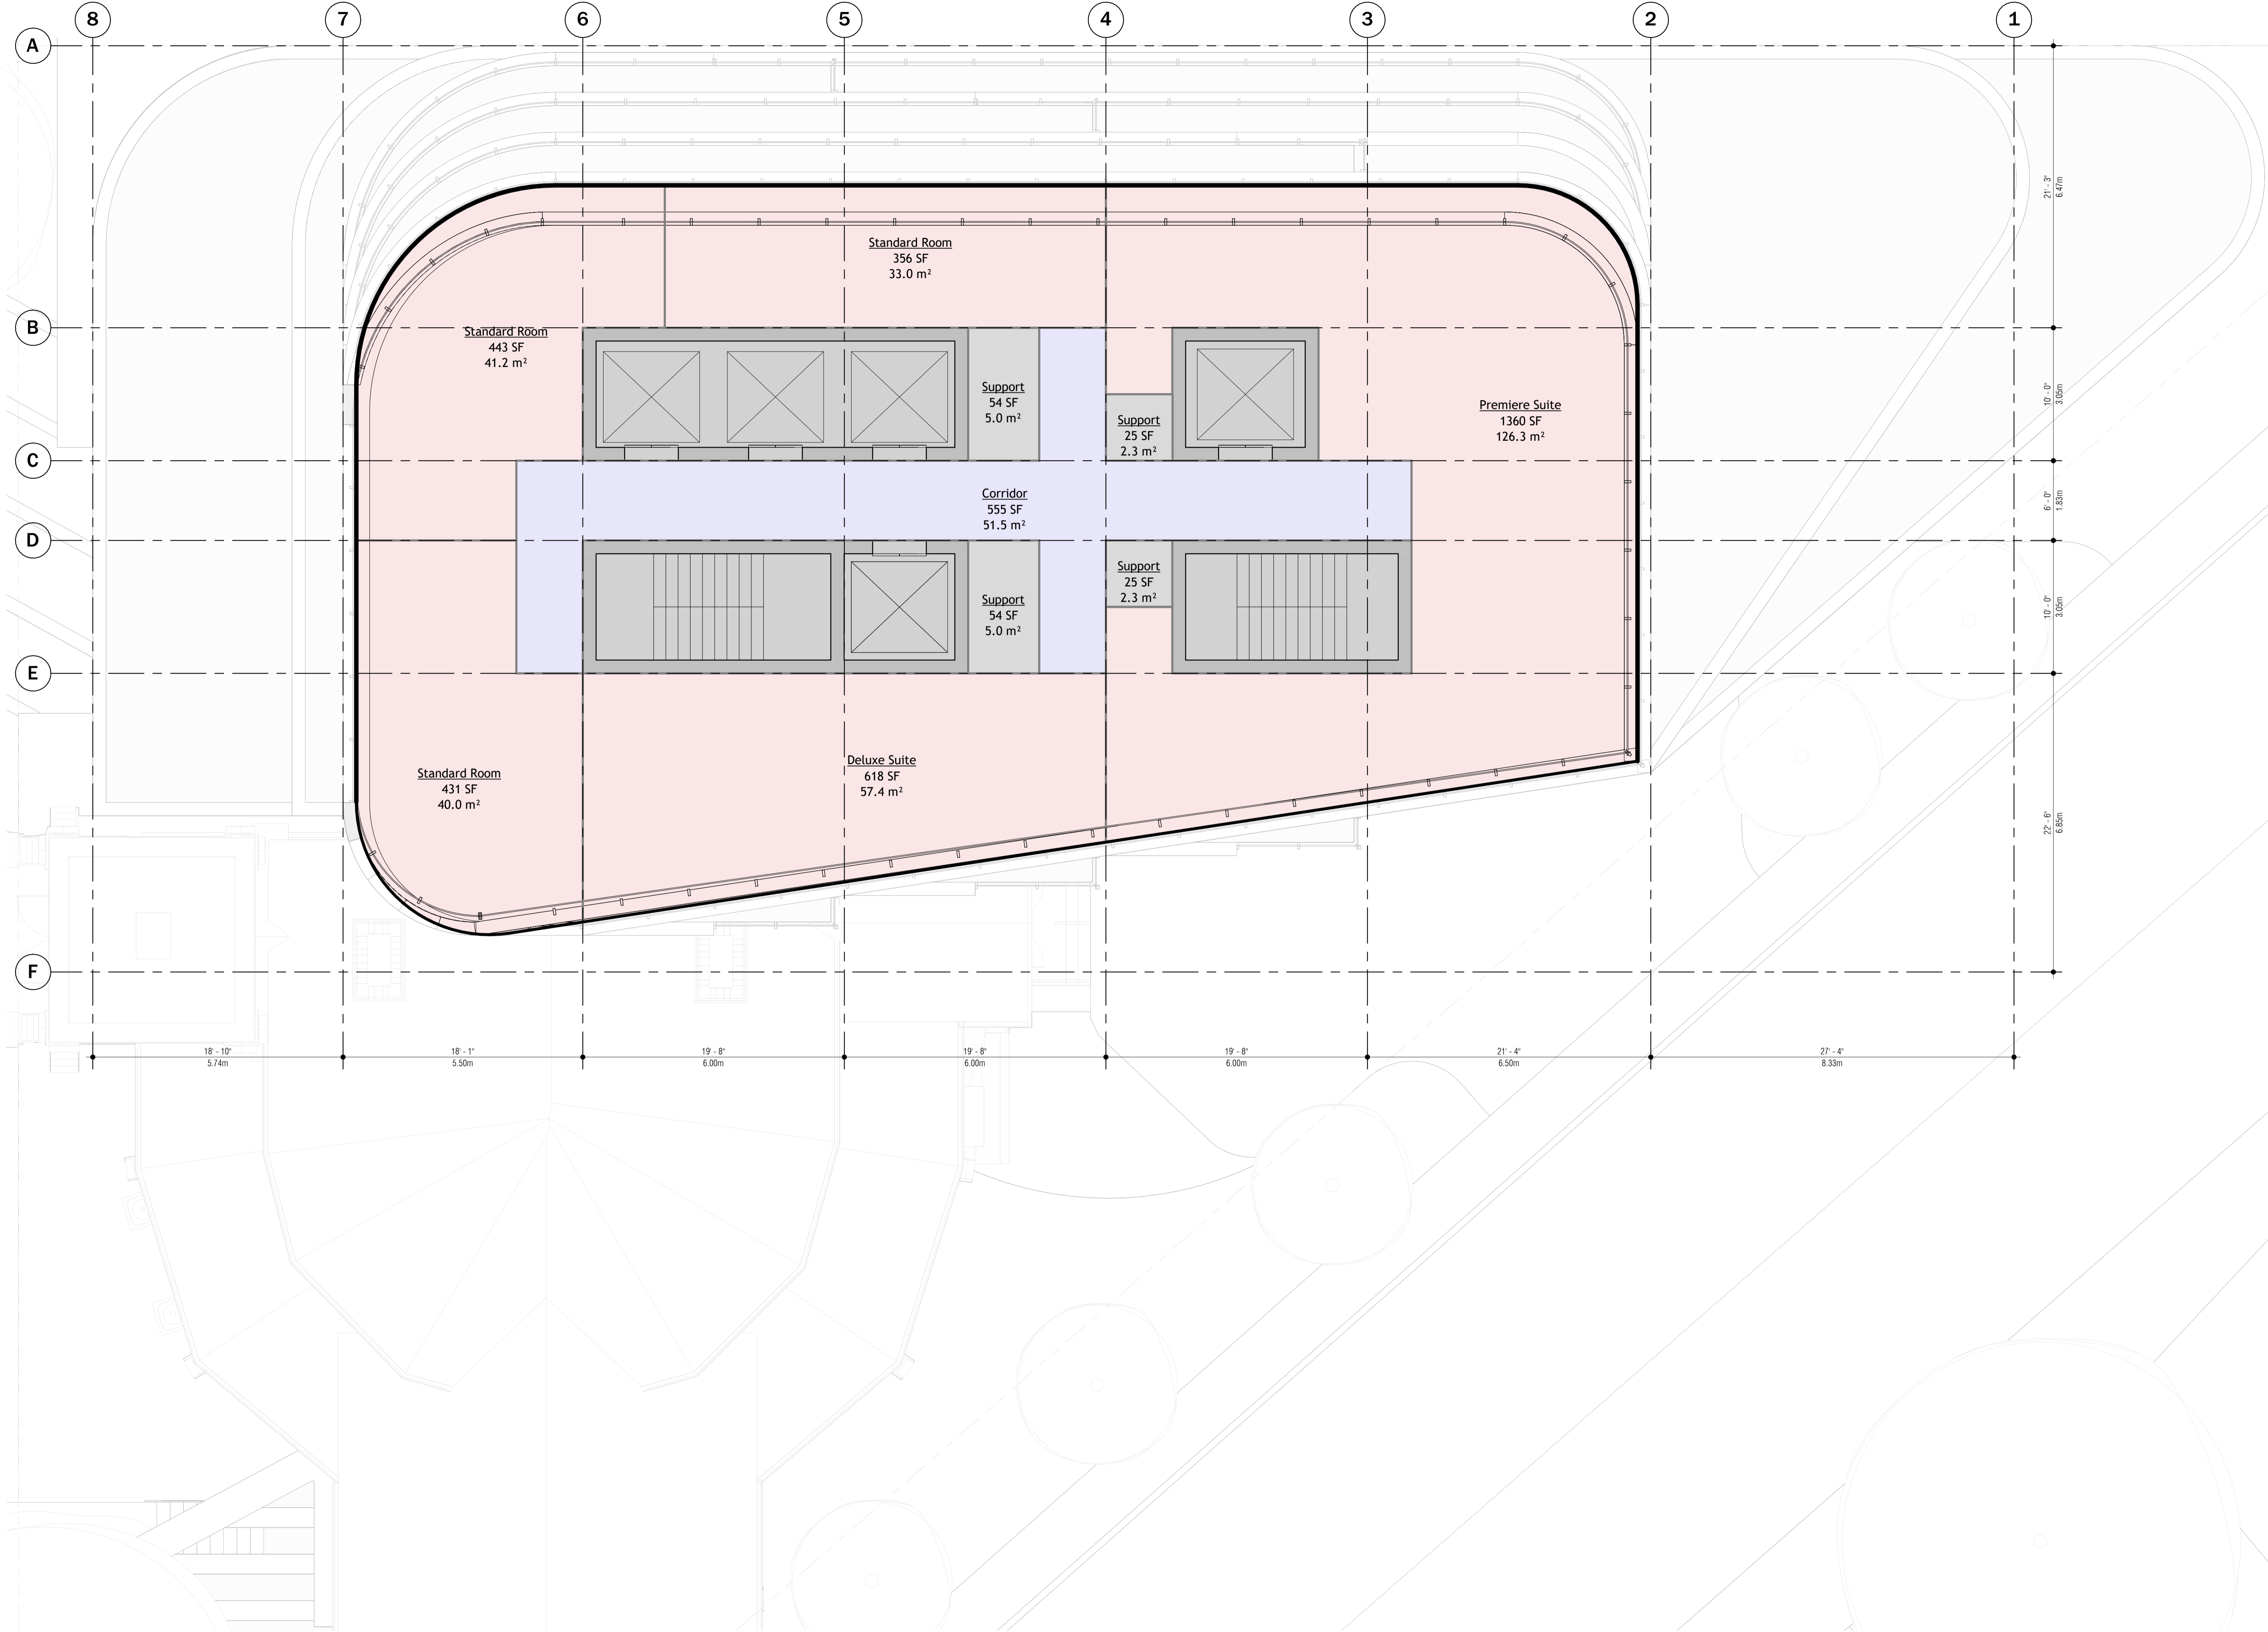 8 7 6 5 4 3 2 1
A
21' - 3"
6.47m
Standard Room
356 SF
33.0 m²
B
Standard Room
443 SF
41.2 m²
Support
54 SF
5.0 m²
Support
25 SF
2.3 m²
Premiere Suite
1360 SF
126.3 m²
10' - 0"
3.05m
C
Corridor
555 SF
51.5 m²
6' - 0"
1.83m
D
Support
54 SF
5.0 m²
Support
25 SF
2.3 m²
10' - 0"
3.05m
E
Standard Room
431 SF
40.0 m²
Deluxe Suite
618 SF
57.4 m²
22' - 6"
6.85m
F
18' - 10" 18' - 1" 19' - 8" 19' - 8" 19' - 8" 21' - 4" 27' - 4"
5.74m 5.50m 6.00m 6.00m 6.00m 6.50m 8.33m